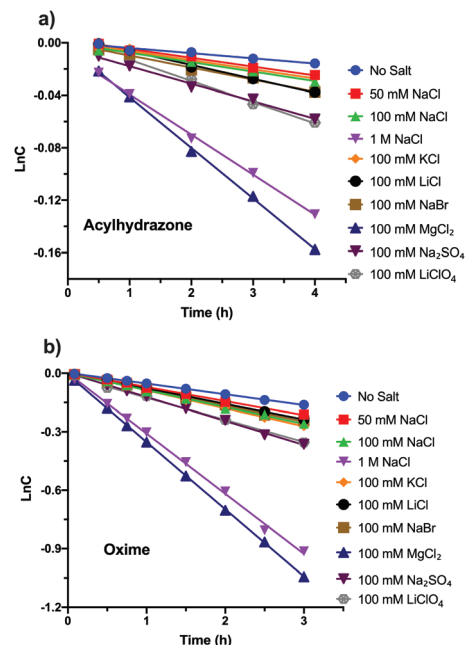 a)
0.00
-0.04
-0.08
-0.12
-0.16
LnC
0 1 2 3 4
Time (h)
Acylhydrazone
No Salt
50 mM NaCl
100 mM NaCl
1 M NaCl
100 mM KCl
100 mM LiCl
100 mM NaBr
100 mM MgCl₂
100 mM Na₂SO₄
100 mM LiClO₄
b)
0.0
-0.3
-0.6
-0.9
-1.2
LnC
0 1 2 3
Time (h)
Oxime
No Salt
50 mM NaCl
100 mM NaCl
1 M NaCl
100 mM KCl
100 mM LiCl
100 mM NaBr
100 mM MgCl₂
100 mM Na₂SO₄
100 mM LiClO₄